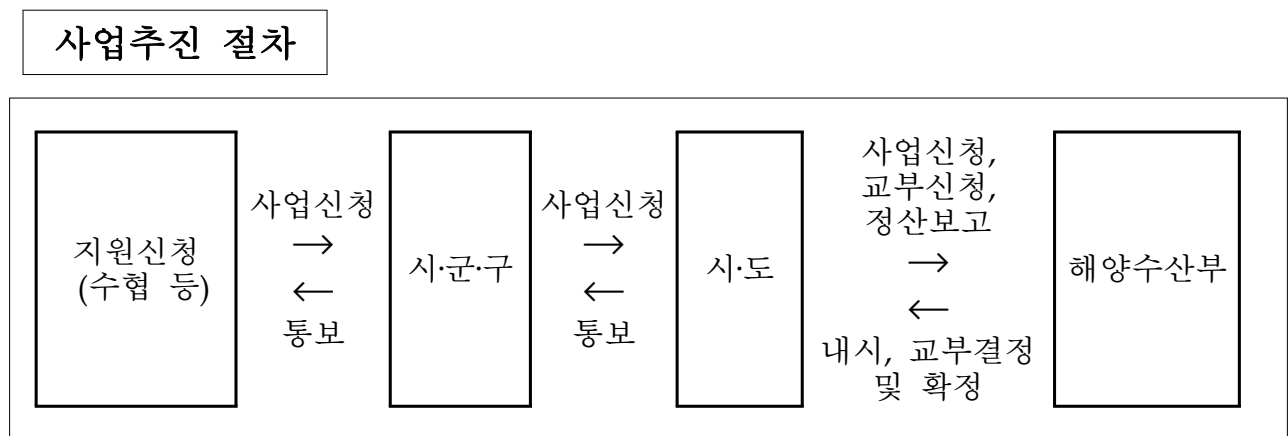 사업추진 절차
지원신청
(수협 등)
사업신청
→
←
통보
시·군·구
사업신청
→
←
통보
시·도
사업신청,
교부신청,
정산보고
→
←
내시, 교부결정
및 확정
해양수산부